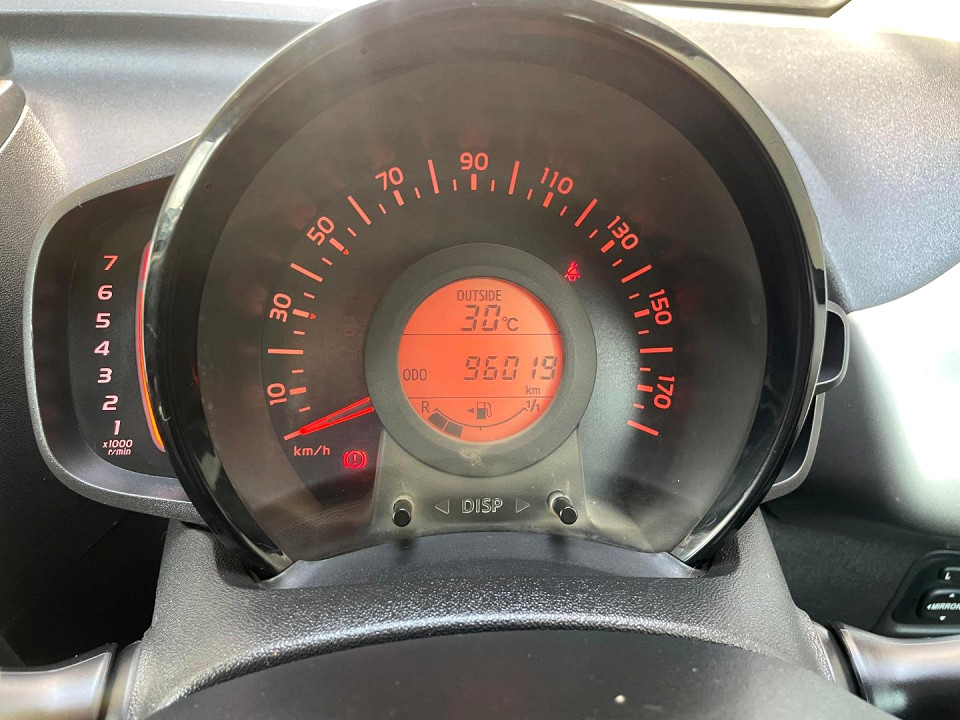 7
6
5
4
3
2
1
x1000
r/min
10
30
50
70
90
110
130
150
170
km/h
OUTSIDE
30°C
ODO 96019
km
R 1/1
DISP
L
MIRROR